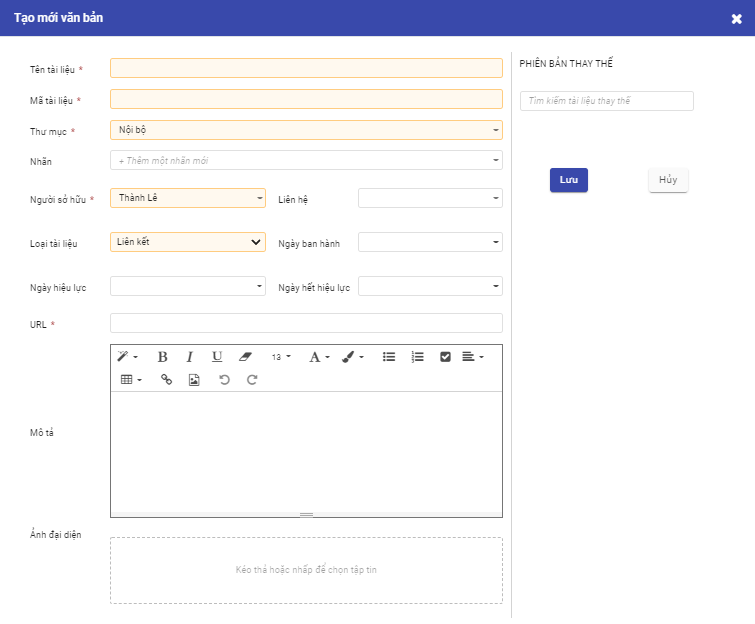 Tạo mới văn bản
Tên tài liệu *
Mã tài liệu *
Thư mục *
Nội bộ
Nhãn
+ Thêm một nhãn mới
Người sở hữu *
Thành Lê
Liên hệ
Loại tài liệu
Liên kết
Ngày ban hành
Ngày hiệu lực
Ngày hết hiệu lực
URL *
B I U 13 A
Mô tả
Ảnh đại diện
Kéo thả hoặc nhấp để chọn tập tin
PHIÊN BẢN THAY THẾ
Tìm kiếm tài liệu thay thế
Lưu
Hủy